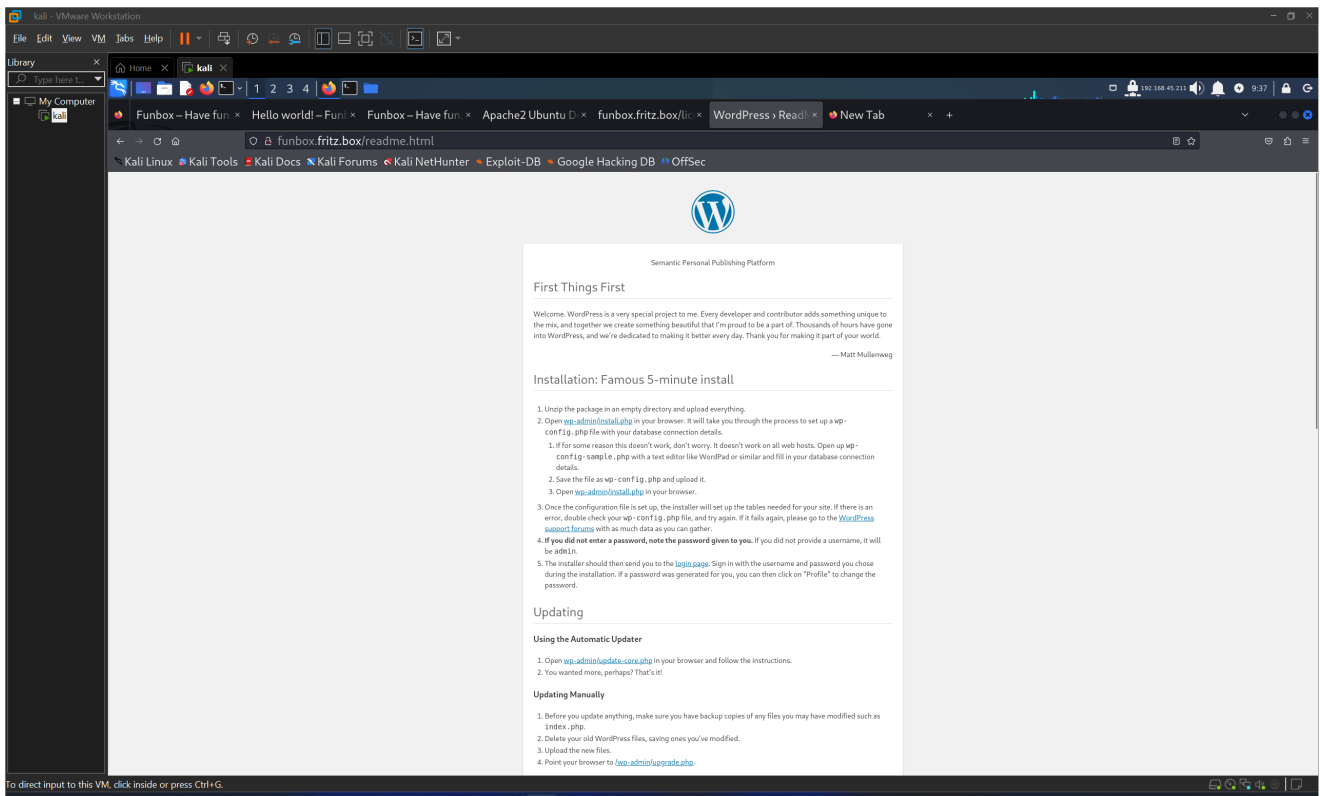 kali - VMware Workstation
File Edit View VM Tabs Help
Library
Home kali
Type here t...
1 2 3 4
192.168.45.211
9:37
My Computer
kali
Funbox – Have fun
Hello world! – Fun
Funbox – Have fun
Apache2 Ubuntu D
funbox.fritz.box/lic
WordPress › Read
New Tab
funbox.fritz.box/readme.html
Kali Linux Kali Tools Kali Docs Kali Forums Kali NetHunter Exploit-DB Google Hacking DB OffSec
Semantic Personal Publishing Platform
First Things First
Welcome. WordPress is a very special project to me. Every developer and contributor adds something unique to
the mix, and together we create something beautiful that I'm proud to be a part of. Thousands of hours have gone
into WordPress, and we're dedicated to making it better every day. Thank you for making it part of your world.
— Matt Mullenweg
Installation: Famous 5-minute install
1. Unzip the package in an empty directory and upload everything.
2. Open wp-admin/install.php in your browser. It will take you through the process to set up a wp-
config.php file with your database connection details.
1. If for some reason this doesn't work, don't worry. It doesn't work on all web hosts. Open up wp-
config-sample.php with a text editor like WordPad or similar and fill in your database connection
details.
2. Save the file as wp-config.php and upload it.
3. Open wp-admin/install.php in your browser.
3. Once the configuration file is set up, the installer will set up the tables needed for your site. If there is an
error, double check your wp-config.php file, and try again. If it fails again, please go to the WordPress
support forums with as much data as you can gather.
4. If you did not enter a password, note the password given to you. If you did not provide a username, it will
be admin.
5. The installer should then send you to the login page. Sign in with the username and password you chose
during the installation. If a password was generated for you, you can then click on "Profile" to change the
password.
Updating
Using the Automatic Updater
1. Open wp-admin/update-core.php in your browser and follow the instructions.
2. You wanted more, perhaps? That's it!
Updating Manually
1. Before you update anything, make sure you have backup copies of any files you may have modified such as
index.php.
2. Delete your old WordPress files, saving ones you've modified.
3. Upload the new files.
4. Point your browser to /wp-admin/upgrade.php.
To direct input to this VM, click inside or press Ctrl+G.